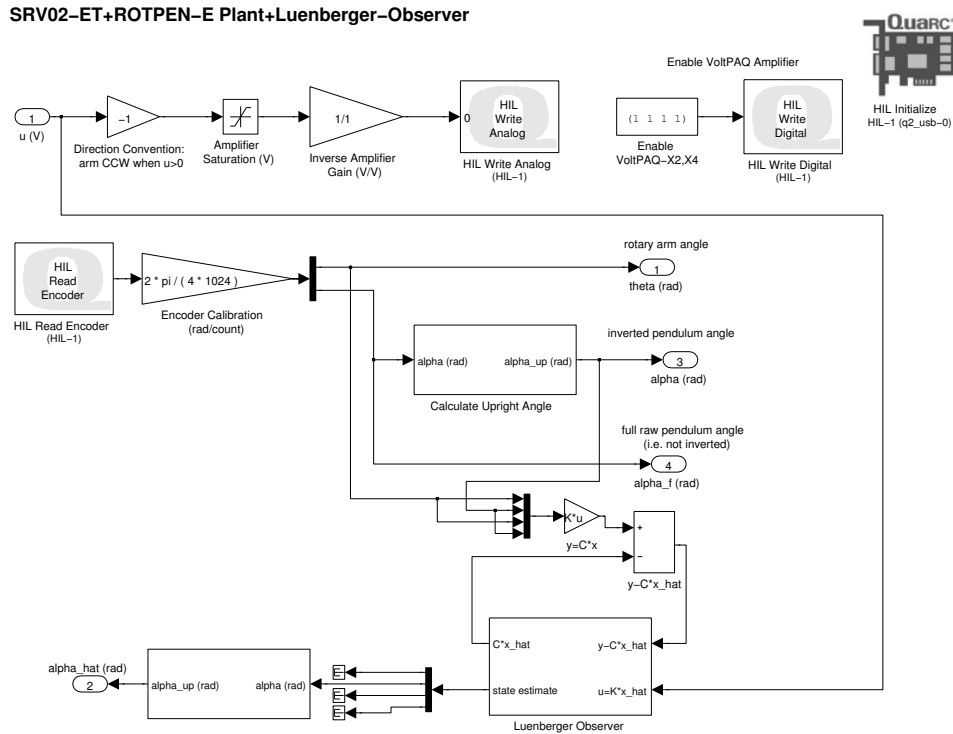 SRV02−ET+ROTPEN−E Plant+Luenberger−Observer
QUARC
HIL Initialize
HIL−1 (q2_usb−0)
Enable VoltPAQ Amplifier
1
u (V)
−1
Direction Convention:
arm CCW when u>0
Amplifier
Saturation (V)
1/1
Inverse Amplifier
Gain (V/V)
0
HIL
Write
Analog
HIL Write Analog
(HIL−1)
(1 1 1 1)
Enable
VoltPAQ−X2,X4
HIL
Write
Digital
HIL Write Digital
(HIL−1)
HIL
Read
Encoder
HIL Read Encoder
(HIL−1)
2 * pi / ( 4 * 1024 )
Encoder Calibration
(rad/count)
rotary arm angle
1
theta (rad)
alpha (rad)
alpha_up (rad)
Calculate Upright Angle
inverted pendulum angle
3
alpha (rad)
full raw pendulum angle
(i.e. not inverted)
4
alpha_f (rad)
K*u
y=C*x
+
−
y−C*x_hat
C*x_hat
y−C*x_hat
state estimate
u=K*x_hat
Luenberger Observer
E
E
E
alpha_up (rad)
alpha (rad)
alpha_hat (rad)
2